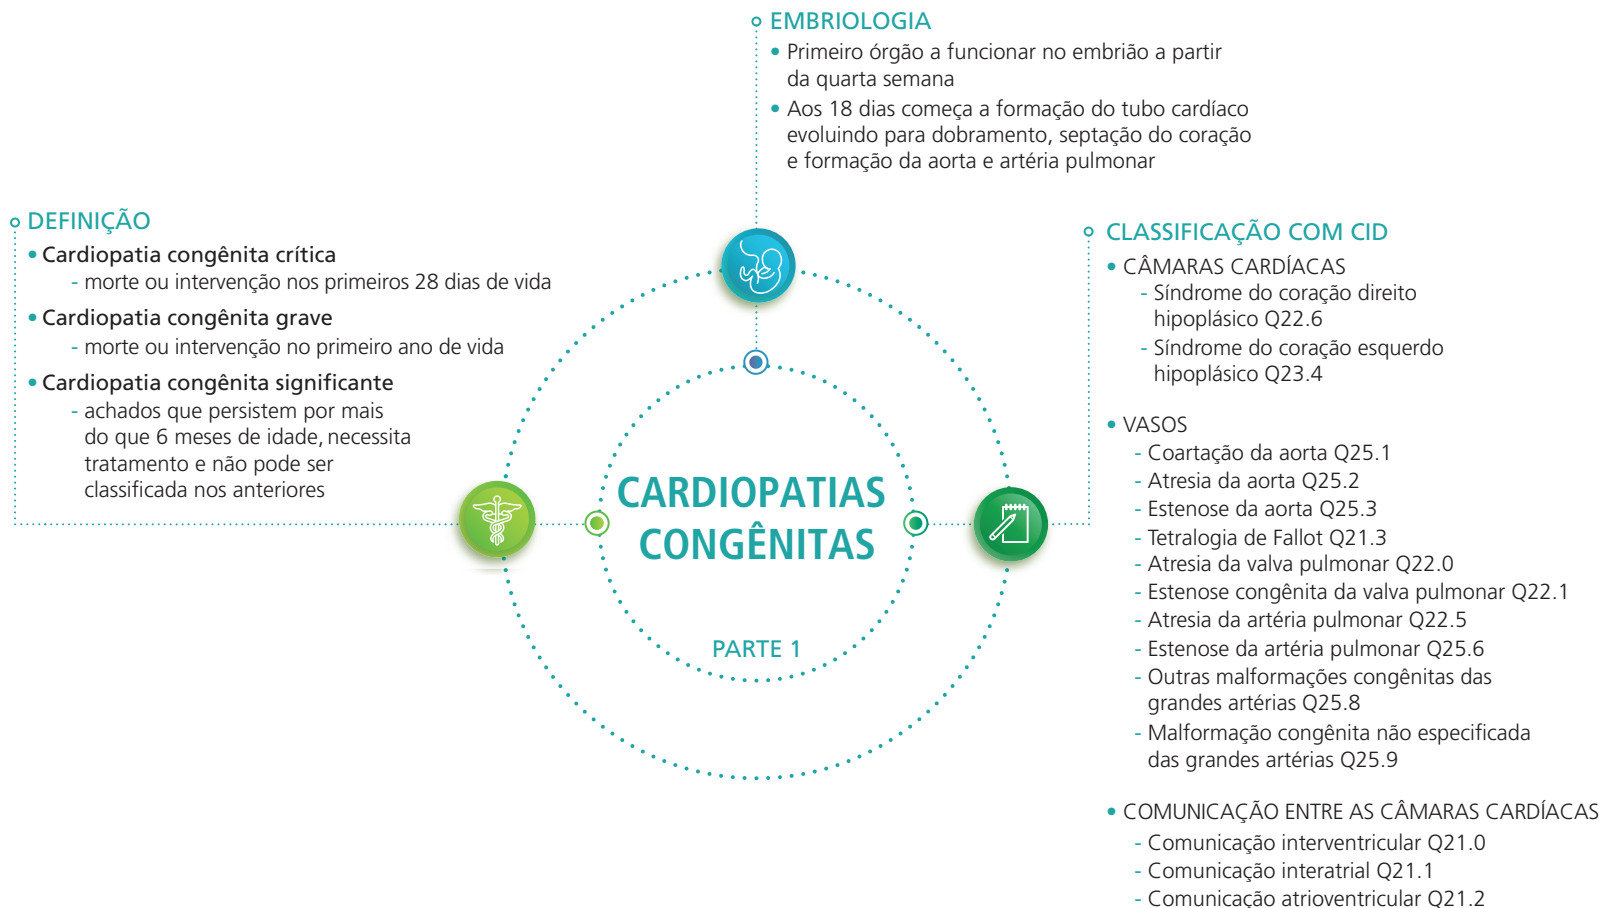 EMBRIOLOGIA
• Primeiro órgão a funcionar no embrião a partir
da quarta semana
• Aos 18 dias começa a formação do tubo cardíaco
evoluindo para dobramento, septação do coração
e formação da aorta e artéria pulmonar
DEFINIÇÃO
• Cardiopatia congênita crítica
- morte ou intervenção nos primeiros 28 dias de vida
• Cardiopatia congênita grave
- morte ou intervenção no primeiro ano de vida
• Cardiopatia congênita significante
- achados que persistem por mais
do que 6 meses de idade, necessita
tratamento e não pode ser
classificada nos anteriores
CARDIOPATIAS
CONGÊNITAS
PARTE 1
CLASSIFICAÇÃO COM CID
• CÂMARAS CARDÍACAS
- Síndrome do coração direito
hipoplásico Q22.6
- Síndrome do coração esquerdo
hipoplásico Q23.4
• VASOS
- Coartação da aorta Q25.1
- Atresia da aorta Q25.2
- Estenose da aorta Q25.3
- Tetralogia de Fallot Q21.3
- Atresia da valva pulmonar Q22.0
- Estenose congênita da valva pulmonar Q22.1
- Atresia da artéria pulmonar Q22.5
- Estenose da artéria pulmonar Q25.6
- Outras malformações congênitas das
grandes artérias Q25.8
- Malformação congênita não especificada
das grandes artérias Q25.9
• COMUNICAÇÃO ENTRE AS CÂMARAS CARDÍACAS
- Comunicação interventricular Q21.0
- Comunicação interatrial Q21.1
- Comunicação atrioventricular Q21.2